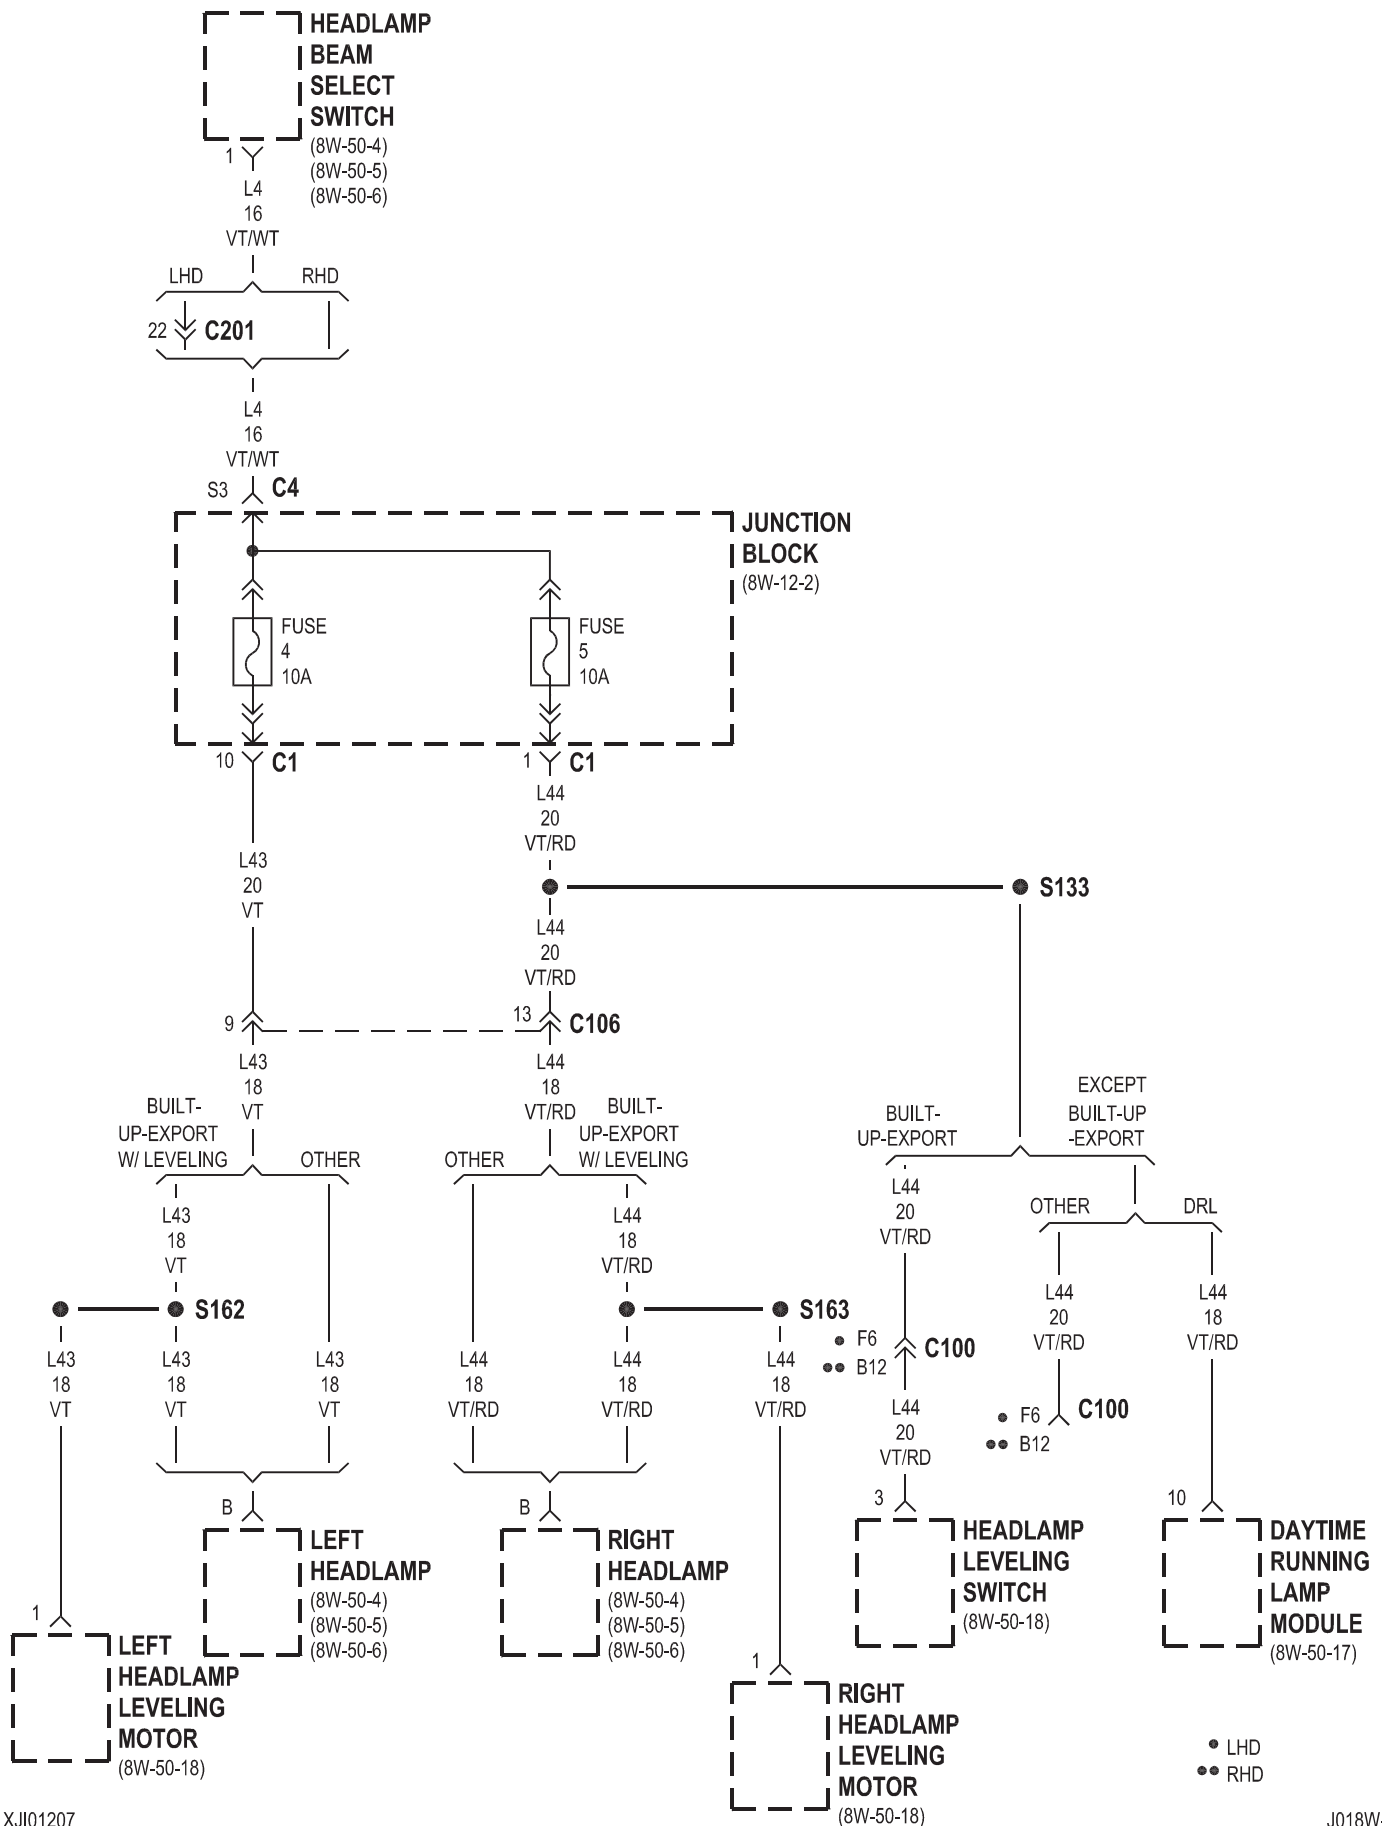 HEADLAMP
BEAM
SELECT
SWITCH
(8W-50-4)
(8W-50-5)
(8W-50-6)
1
L4
16
VT/WT
LHD
RHD
22
C201
L4
16
VT/WT
S3
C4
JUNCTION
BLOCK
(8W-12-2)
FUSE
4
10A
FUSE
5
10A
10
C1
1
C1
L44
20
VT/RD
L43
20
VT
S133
L44
20
VT/RD
9
13
C106
L43
18
VT
L44
18
VT/RD
BUILT-
UP-EXPORT
W/ LEVELING
OTHER
OTHER
BUILT-
UP-EXPORT
W/ LEVELING
BUILT-
UP-EXPORT
EXCEPT
BUILT-UP
-EXPORT
L43
18
VT
L44
18
VT/RD
L44
20
VT/RD
OTHER
DRL
S162
S163
L44
20
VT/RD
L44
18
VT/RD
F6
B12
C100
L43
18
VT
L43
18
VT
L43
18
VT
L44
18
VT/RD
L44
18
VT/RD
L44
18
VT/RD
L44
20
VT/RD
F6
B12
C100
B
B
3
10
LEFT
HEADLAMP
(8W-50-4)
(8W-50-5)
(8W-50-6)
RIGHT
HEADLAMP
(8W-50-4)
(8W-50-5)
(8W-50-6)
HEADLAMP
LEVELING
SWITCH
(8W-50-18)
DAYTIME
RUNNING
LAMP
MODULE
(8W-50-17)
1
LEFT
HEADLAMP
LEVELING
MOTOR
(8W-50-18)
1
RIGHT
HEADLAMP
LEVELING
MOTOR
(8W-50-18)
LHD
RHD
XJI01207
J018W-